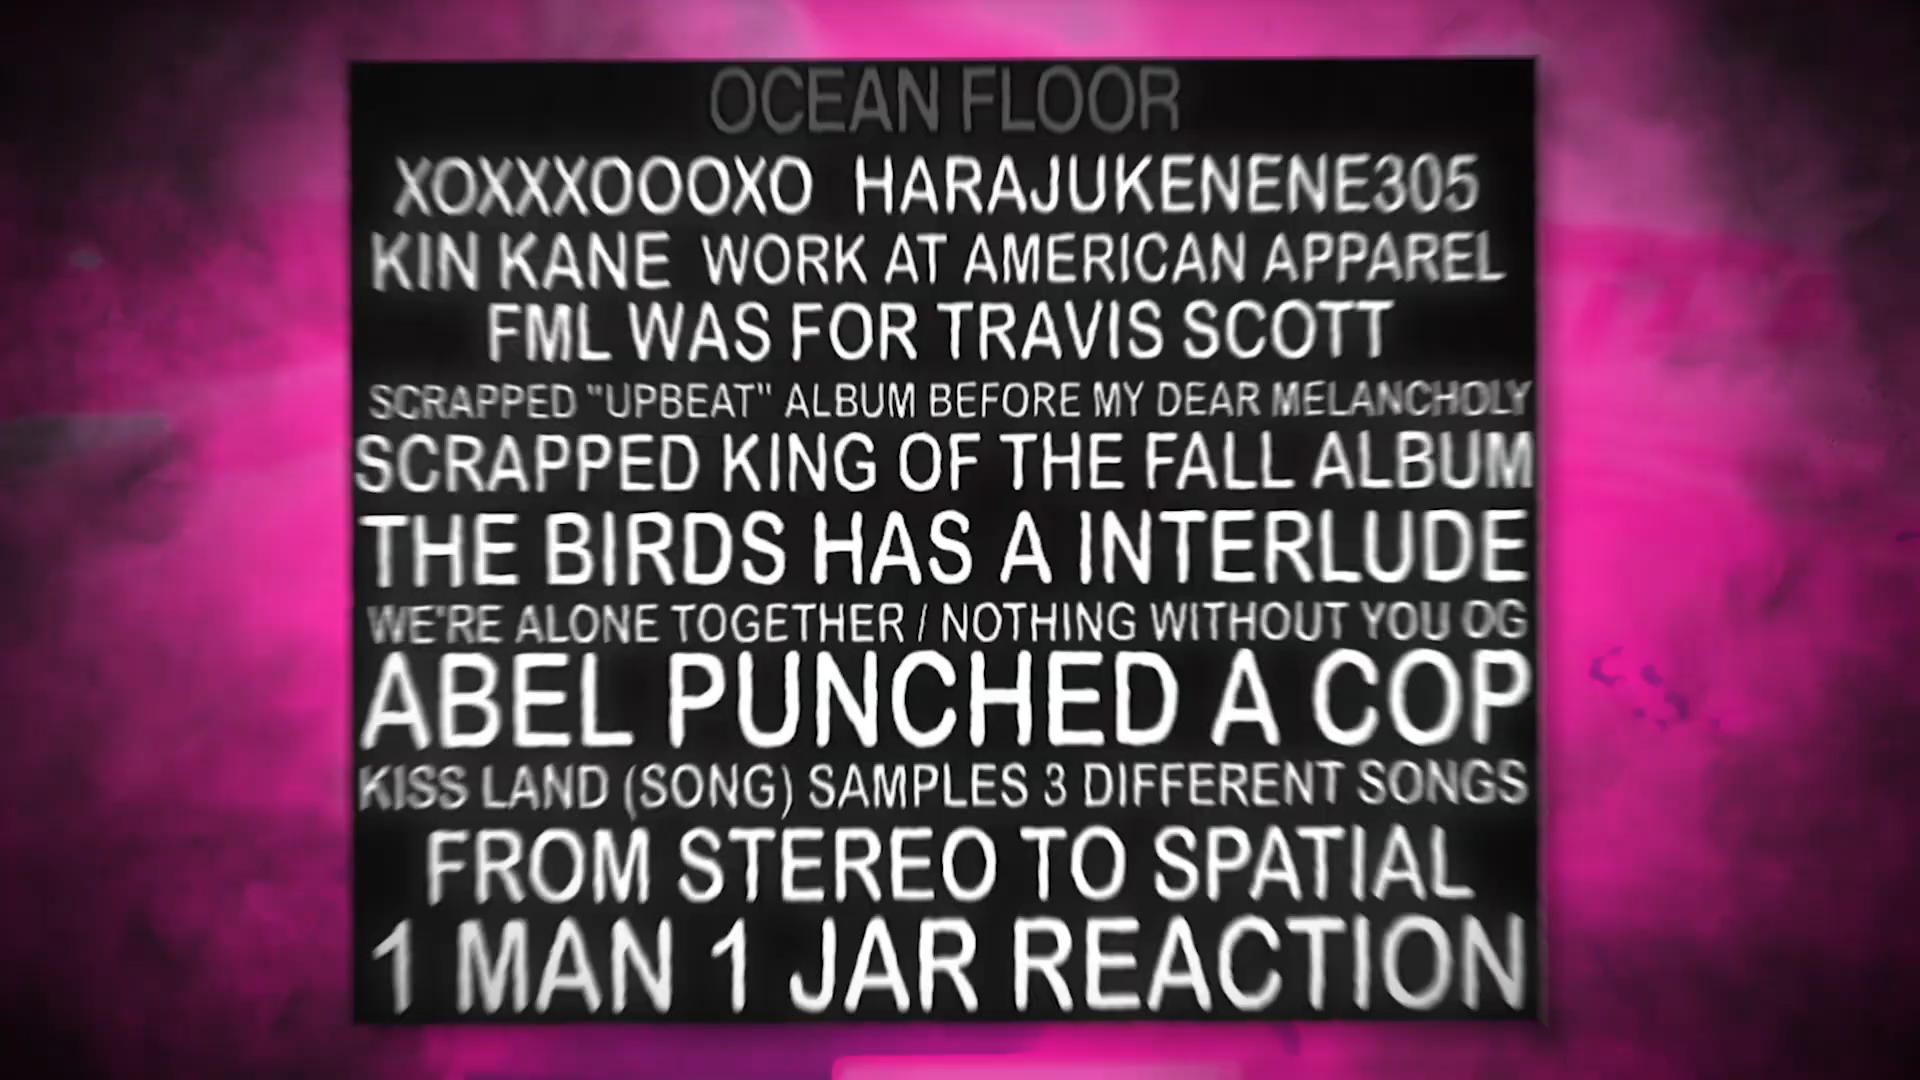 OCEAN FLOOR
XOXXXOOOXO HARAJUKENENE305
KIN KANE WORK AT AMERICAN APPAREL
FML WAS FOR TRAVIS SCOTT
SCRAPPED "UPBEAT" ALBUM BEFORE MY DEAR MELANCHOLY
SCRAPPED KING OF THE FALL ALBUM
THE BIRDS HAS A INTERLUDE
WE'RE ALONE TOGETHER / NOTHING WITHOUT YOU OG
ABEL PUNCHED A COP
KISS LAND (SONG) SAMPLES 3 DIFFERENT SONGS
FROM STEREO TO SPATIAL
1 MAN 1 JAR REACTION